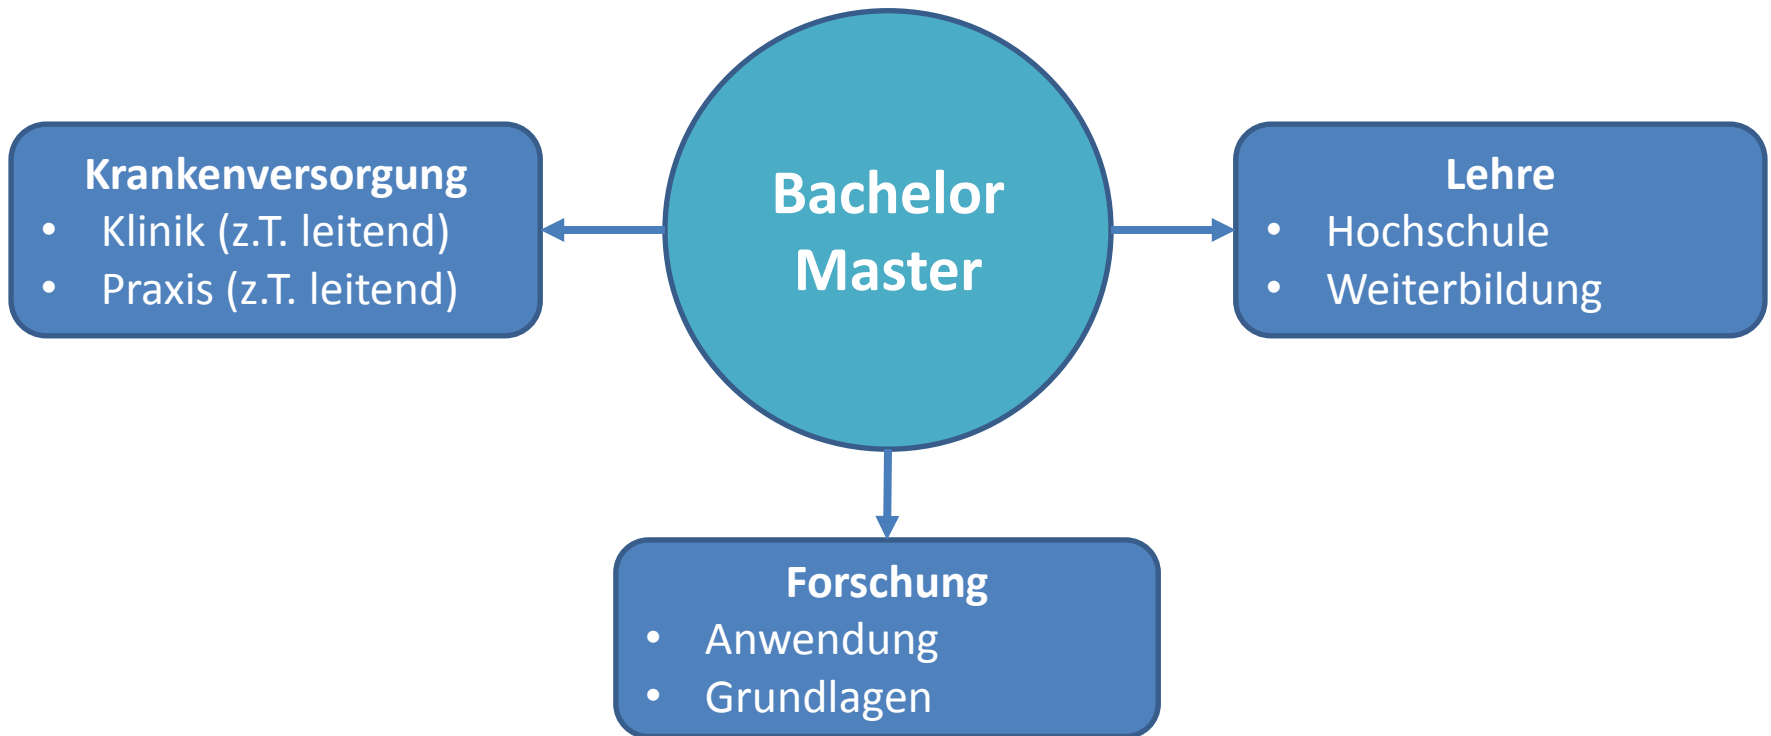 Bachelor
Master
Krankenversorgung
• Klinik (z.T. leitend)
• Praxis (z.T. leitend)
Lehre
• Hochschule
• Weiterbildung
Forschung
• Anwendung
• Grundlagen